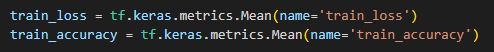 train_loss = tf.keras.metrics.Mean(name='train_loss')
train_accuracy = tf.keras.metrics.Mean(name='train_accuracy')